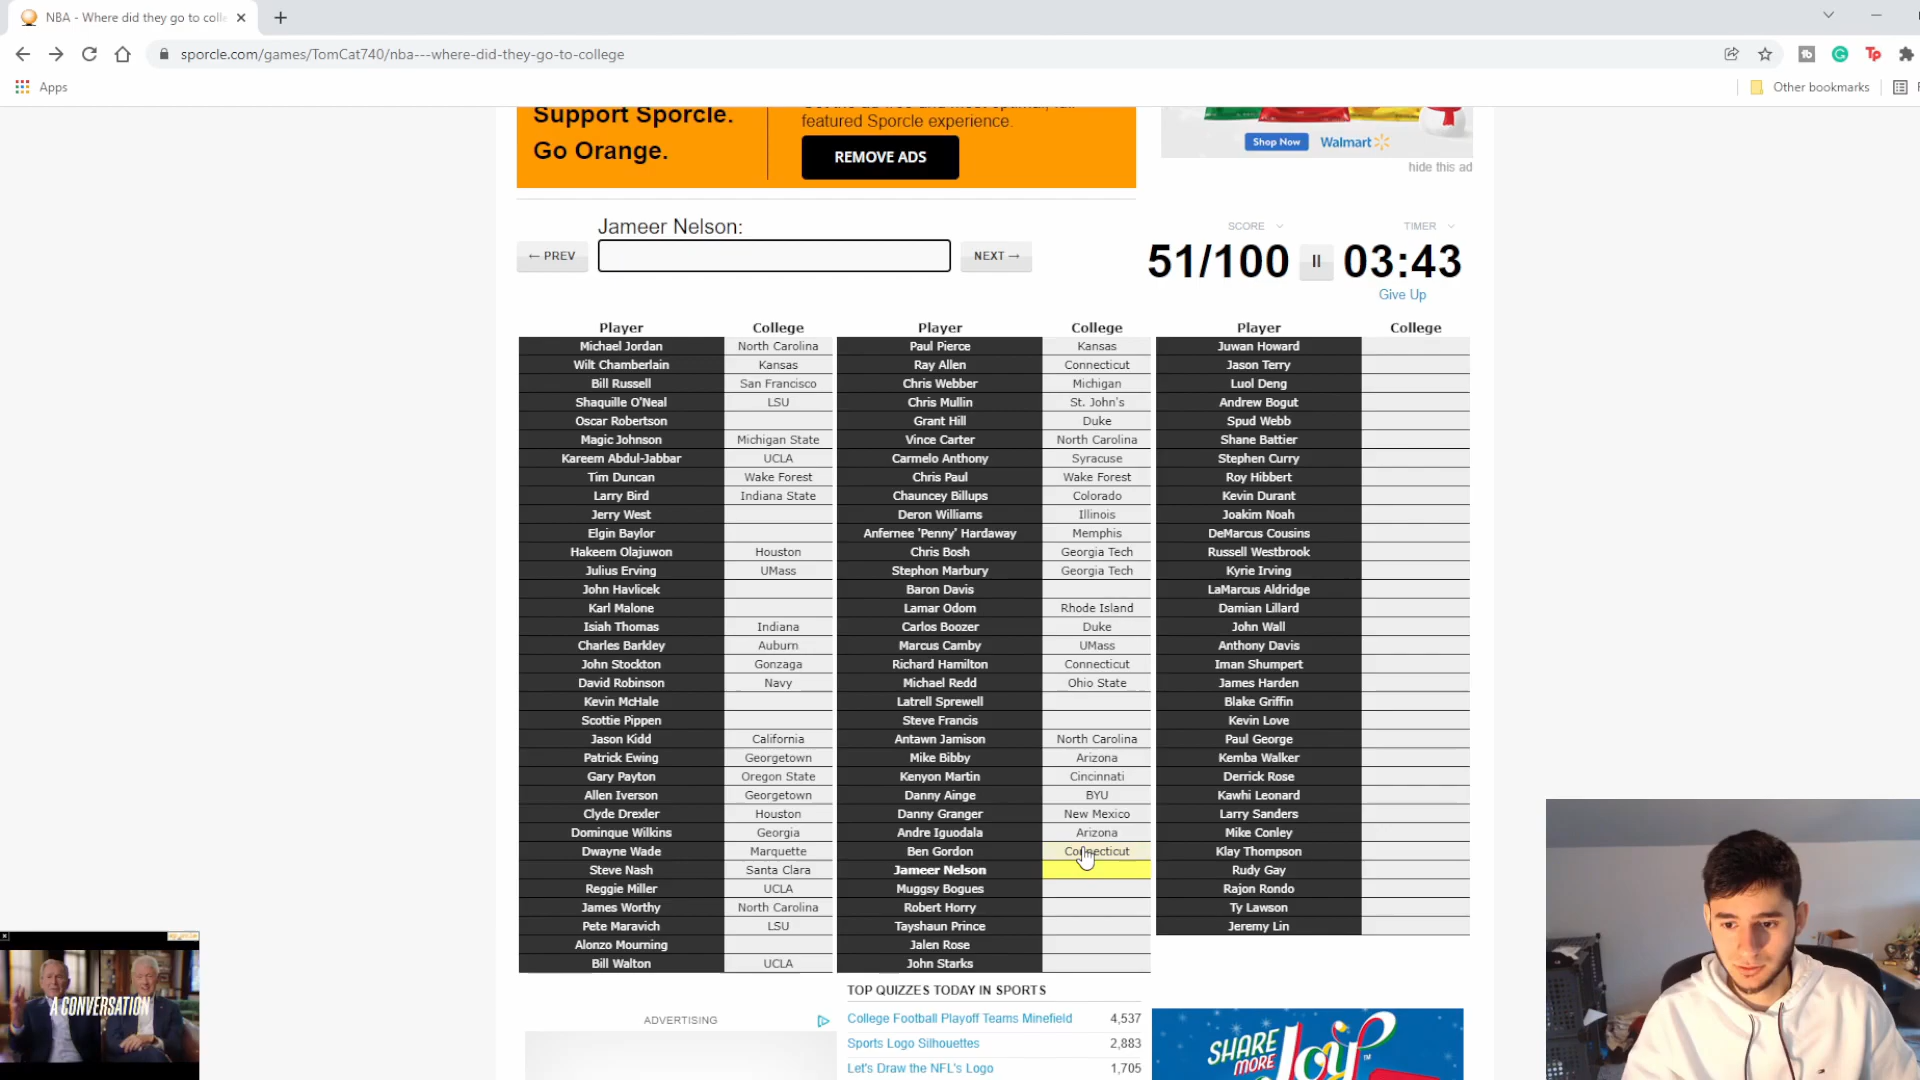 NBA - Where did they go to coll
sporcle.com/games/TomCat740/nba---where-did-they-go-to-college
Apps
Other bookmarks
Support Sporcle.
Go Orange.
featured Sporcle experience.
REMOVE ADS
Shop Now Walmart
hide this ad
Jameer Nelson:
← PREV
NEXT →
SCORE
TIMER
51/100
03:43
Give Up
Player College Player College Player College
Michael Jordan North Carolina Paul Pierce Kansas Juwan Howard
Wilt Chamberlain Kansas Ray Allen Connecticut Jason Terry
Bill Russell San Francisco Chris Webber Michigan Luol Deng
Shaquille O'Neal LSU Chris Mullin St. John's Andrew Bogut
Oscar Robertson Grant Hill Duke Spud Webb
Magic Johnson Michigan State Vince Carter North Carolina Shane Battier
Kareem Abdul-Jabbar UCLA Carmelo Anthony Syracuse Stephen Curry
Tim Duncan Wake Forest Chris Paul Wake Forest Roy Hibbert
Larry Bird Indiana State Chauncey Billups Colorado Kevin Durant
Jerry West Deron Williams Illinois Joakim Noah
Elgin Baylor Anfernee 'Penny' Hardaway Memphis DeMarcus Cousins
Hakeem Olajuwon Houston Chris Bosh Georgia Tech Russell Westbrook
Julius Erving UMass Stephon Marbury Georgia Tech Kyrie Irving
John Havlicek Baron Davis LaMarcus Aldridge
Karl Malone Lamar Odom Rhode Island Damian Lillard
Isiah Thomas Indiana Carlos Boozer Duke John Wall
Charles Barkley Auburn Marcus Camby UMass Anthony Davis
John Stockton Gonzaga Richard Hamilton Connecticut Iman Shumpert
David Robinson Navy Michael Redd Ohio State James Harden
Kevin McHale Latrell Sprewell Blake Griffin
Scottie Pippen Steve Francis Kevin Love
Jason Kidd California Antawn Jamison North Carolina Paul George
Patrick Ewing Georgetown Mike Bibby Arizona Kemba Walker
Gary Payton Oregon State Kenyon Martin Cincinnati Derrick Rose
Allen Iverson Georgetown Danny Ainge BYU Kawhi Leonard
Clyde Drexler Houston Danny Granger New Mexico Larry Sanders
Dominque Wilkins Georgia Andre Iguodala Arizona Mike Conley
Dwayne Wade Marquette Ben Gordon Connecticut Klay Thompson
Steve Nash Santa Clara Jameer Nelson Rudy Gay
Reggie Miller UCLA Muggsy Bogues Rajon Rondo
James Worthy North Carolina Robert Horry Ty Lawson
Pete Maravich LSU Tayshaun Prince Jeremy Lin
Alonzo Mourning Jalen Rose
Bill Walton UCLA John Starks
A CONVERSATION
ADVERTISING
TOP QUIZZES TODAY IN SPORTS
College Football Playoff Teams Minefield 4,537
Sports Logo Silhouettes 2,883
Let's Draw the NFL's Logo 1,705
SHARE
MORE
Joy